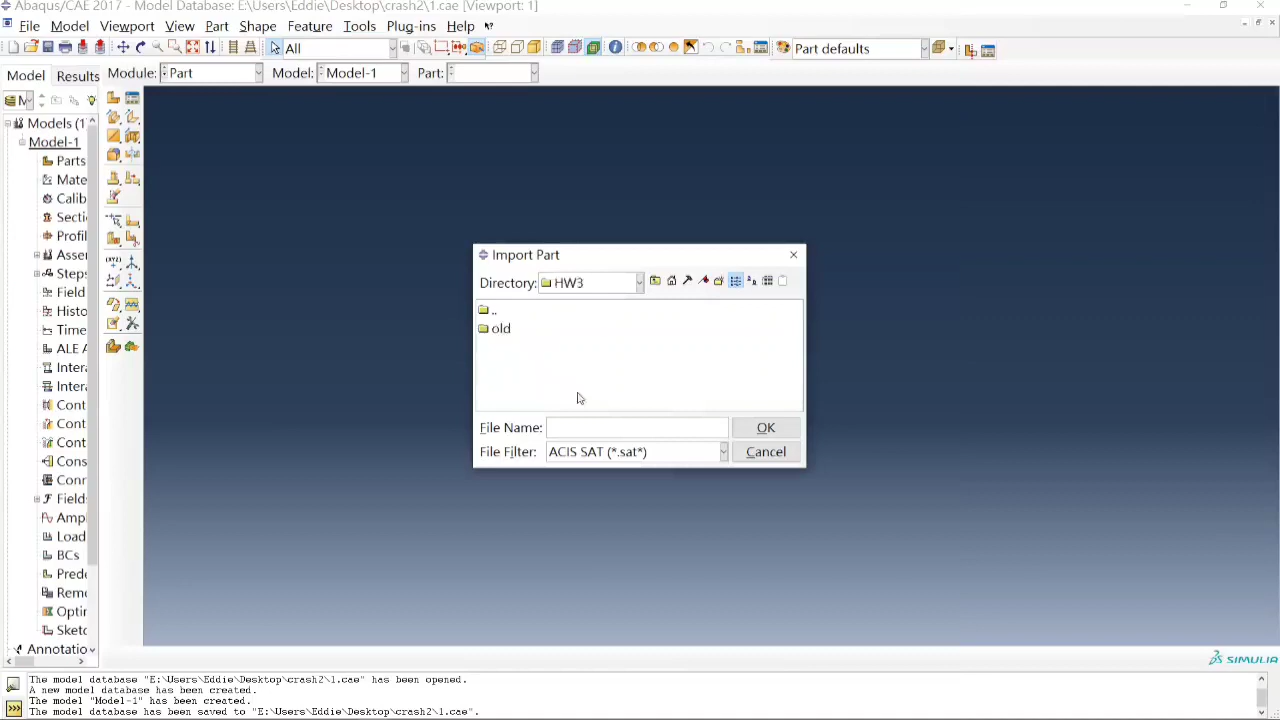 Abaqus/CAE 2017 - Model Database: E:\Users\Eddie\Desktop\crash2\1.cae [Viewport: 1]
File Model Viewport View Part Shape Feature Tools Plug-ins Help
All
Part defaults
Model Results Module: Part Model: Model-1 Part:
M
Models (1)
Model-1
Parts
Mate
Calib
Secti
Profil
Asse
Steps
Field
Histo
Time
ALE A
Intera
Intera
Cont
Cont
Cont
Cons
Conn
Fields
Ampl
Load
BCs
Prede
Remo
Optim
Sketc
Annotatio
Import Part
Directory: HW3
..
old
File Name: OK
File Filter: ACIS SAT (*.sat*) Cancel
SIMULIA
The model database "E:\Users\Eddie\Desktop\crash2\1.cae" has been opened.
A new model database has been created.
The model "Model-1" has been created.
The model database has been saved to "E:\Users\Eddie\Desktop\crash2\1.cae".